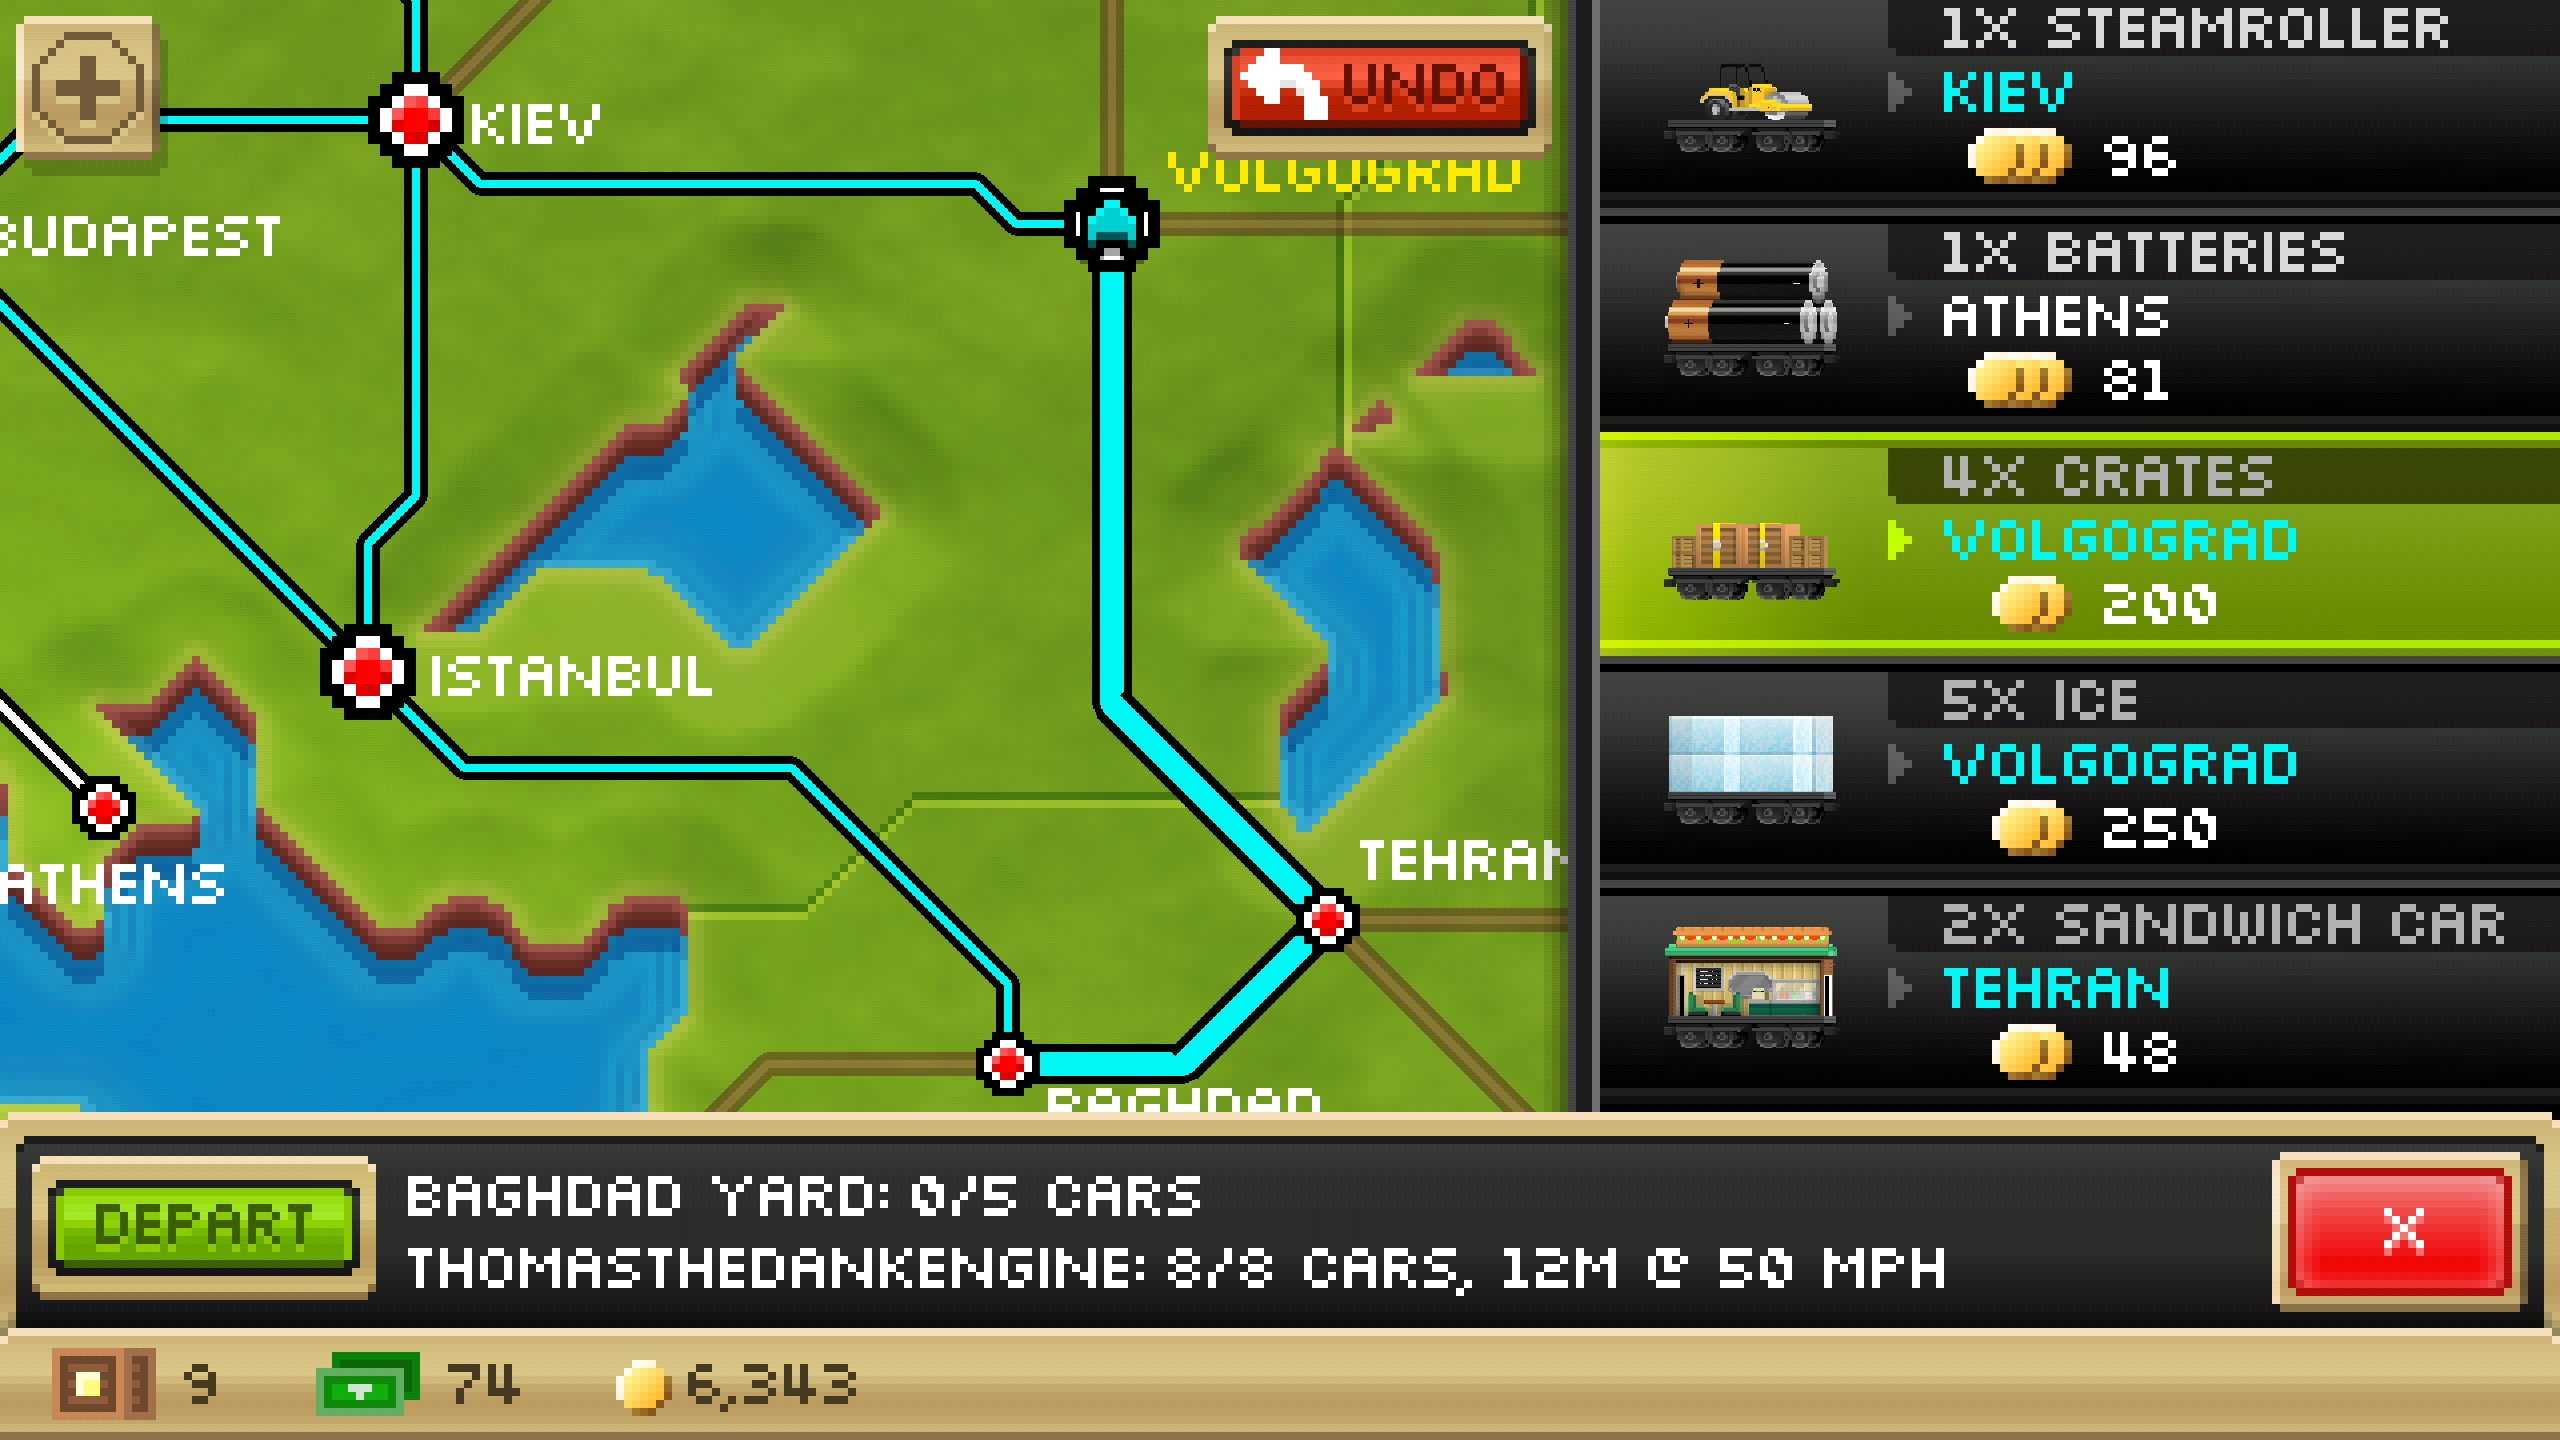 KIEV
UNDO
VOLGOGRAD
BUDAPEST
ISTANBUL
TEHRAN
ATHENS
BAGHDAD
1X STEAMROLLER
KIEV
96
1X BATTERIES
ATHENS
81
4X CRATES
VOLGOGRAD
200
5X ICE
VOLGOGRAD
250
2X SANDWICH CAR
TEHRAN
48
DEPART
BAGHDAD YARD: 0/5 CARS
THOMASTHEDANKENGINE: 8/8 CARS, 12M @ 50 MPH
X
9
74
6,343